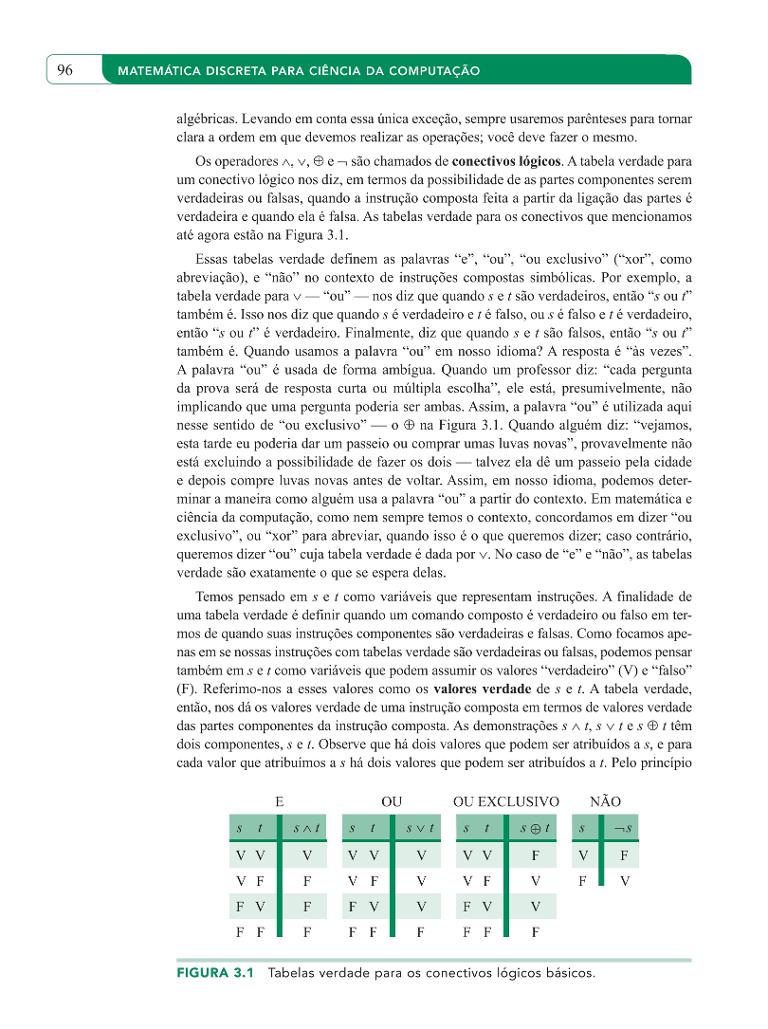 96
MATEMÁTICA DISCRETA PARA CIÊNCIA DA COMPUTAÇÃO
algébricas. Levando em conta essa única exceção, sempre usaremos parênteses para tornar
clara a ordem em que devemos realizar as operações; você deve fazer o mesmo.
Os operadores ∧, ∨, ⊕ e ¬ são chamados de conectivos lógicos. A tabela verdade para
um conectivo lógico nos diz, em termos da possibilidade de as partes componentes serem
verdadeiras ou falsas, quando a instrução composta feita a partir da ligação das partes é
verdadeira e quando ela é falsa. As tabelas verdade para os conectivos que mencionamos
até agora estão na Figura 3.1.
Essas tabelas verdade definem as palavras “e”, “ou”, “ou exclusivo” (“xor”, como
abreviação), e “não” no contexto de instruções compostas simbólicas. Por exemplo, a
tabela verdade para ∨ — “ou” — nos diz que quando s e t são verdadeiros, então “s ou t”
também é. Isso nos diz que quando s é verdadeiro e t é falso, ou s é falso e t é verdadeiro,
então “s ou t” é verdadeiro. Finalmente, diz que quando s e t são falsos, então “s ou t”
também é. Quando usamos a palavra “ou” em nosso idioma? A resposta é “às vezes”.
A palavra “ou” é usada de forma ambígua. Quando um professor diz: “cada pergunta
da prova será de resposta curta ou múltipla escolha”, ele está, presumivelmente, não
implicando que uma pergunta poderia ser ambas. Assim, a palavra “ou” é utilizada aqui
nesse sentido de “ou exclusivo” — o ⊕ na Figura 3.1. Quando alguém diz: “vejamos,
esta tarde eu poderia dar um passeio ou comprar umas luvas novas”, provavelmente não
está excluindo a possibilidade de fazer os dois — talvez ela dê um passeio pela cidade
e depois compre luvas novas antes de voltar. Assim, em nosso idioma, podemos deter-
minar a maneira como alguém usa a palavra “ou” a partir do contexto. Em matemática e
ciência da computação, como nem sempre temos o contexto, concordamos em dizer “ou
exclusivo”, ou “xor” para abreviar, quando isso é o que queremos dizer; caso contrário,
queremos dizer “ou” cuja tabela verdade é dada por ∨. No caso de “e” e “não”, as tabelas
verdade são exatamente o que se espera delas.
Temos pensado em s e t como variáveis que representam instruções. A finalidade de
uma tabela verdade é definir quando um comando composto é verdadeiro ou falso em ter-
mos de quando suas instruções componentes são verdadeiras e falsas. Como focamos ape-
nas em se nossas instruções com tabelas verdade são verdadeiras ou falsas, podemos pensar
também em s e t como variáveis que podem assumir os valores “verdadeiro” (V) e “falso”
(F). Referimo-nos a esses valores como os valores verdade de s e t. A tabela verdade,
então, nos dá os valores verdade de uma instrução composta em termos de valores verdade
das partes componentes da instrução composta. As demonstrações s ∧ t, s ∨ t e s ⊕ t têm
dois componentes, s e t. Observe que há dois valores que podem ser atribuídos a s, e para
cada valor que atribuímos a s há dois valores que podem ser atribuídos a t. Pelo princípio
E OU OU EXCLUSIVO NÃO
s t s ∧ t s t s ∨ t s t s ⊕ t s ¬s
V V V V V V V V F V F
V F F V F V V F V F V
F V F F V V F V V
F F F F F F F F F
FIGURA 3.1 Tabelas verdade para os conectivos lógicos básicos.